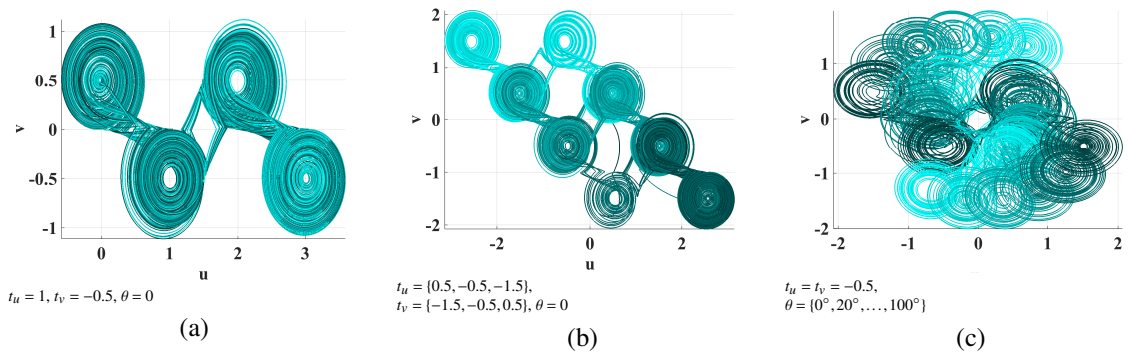 1
0.5
0
-0.5
-1
v
0 1 2 3
u
t_u = 1, t_v = −0.5, θ = 0
(a)
2
1
0
-1
-2
v
-2 0 2
u
t_u = {0.5, −0.5, −1.5},
t_v = {−1.5, −0.5, 0.5}, θ = 0
(b)
1
0
-1
-2
v
-2 -1 0 1 2
u
t_u = t_v = −0.5,
θ = {0°, 20°, . . . , 100°}
(c)